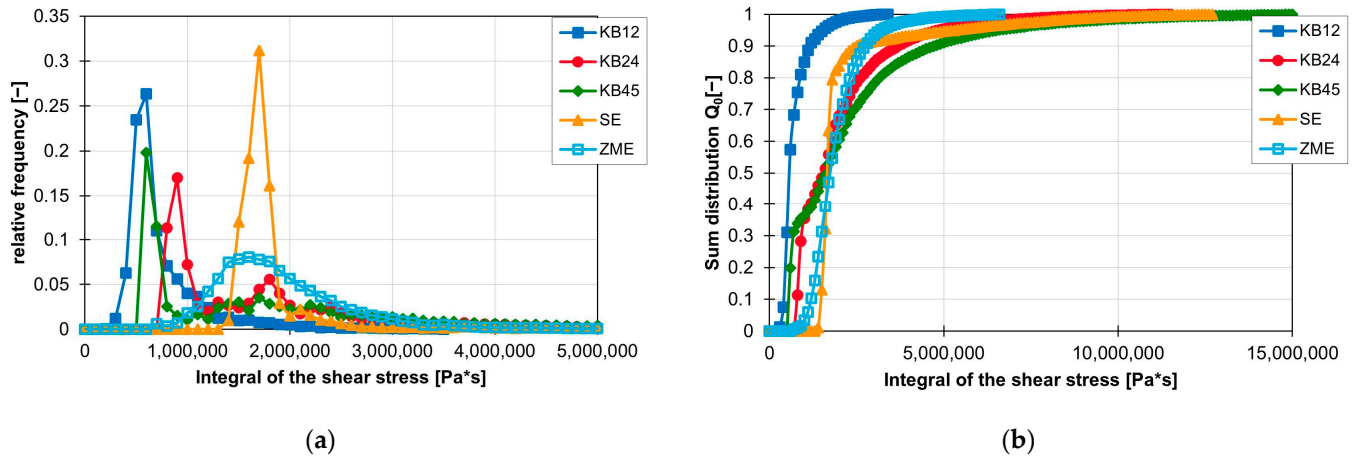 0.35
0.3
0.25
0.2
0.15
0.1
0.05
0
relative frequency [−]
0 1,000,000 2,000,000 3,000,000 4,000,000 5,000,000
Integral of the shear stress [Pa*s]
KB12
KB24
KB45
SE
ZME
(a)
1
0.9
0.8
0.7
0.6
0.5
0.4
0.3
0.2
0.1
0
Sum distribution Q₀[−]
0 5,000,000 10,000,000 15,000,000
Integral of the shear stress [Pa*s]
KB12
KB24
KB45
SE
ZME
(b)